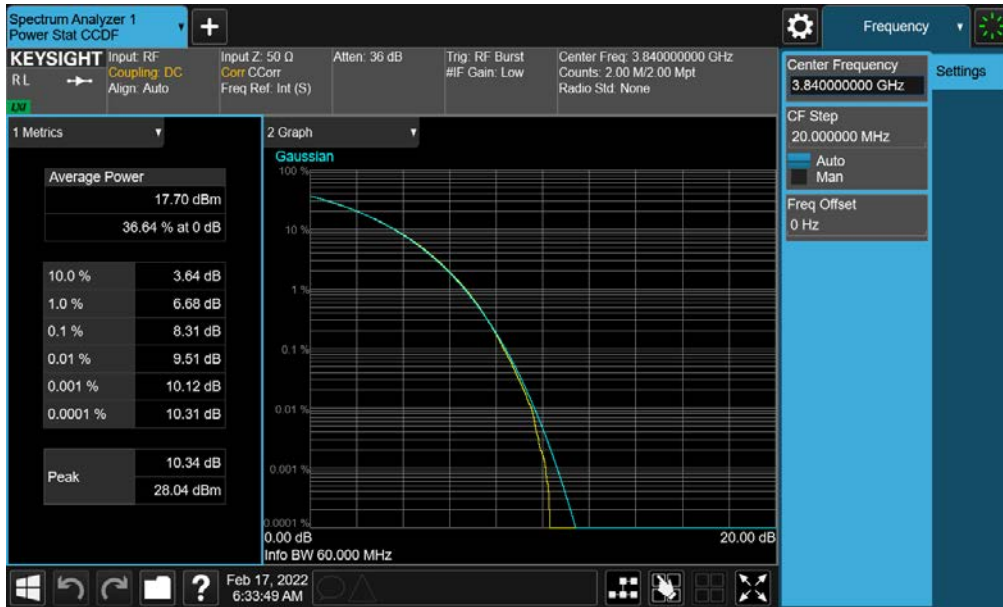 Spectrum Analyzer 1
Power Stat CCDF
+
Frequency
KEYSIGHT
RL
LXI
Input: RF
Coupling: DC
Align: Auto
Input Z: 50 Ω
Corr CCorr
Freq Ref: Int (S)
Atten: 36 dB
Trig: RF Burst
#IF Gain: Low
Center Freq: 3.840000000 GHz
Counts: 2.00 M/2.00 Mpt
Radio Std: None
Center Frequency
3.840000000 GHz
Settings
CF Step
20.000000 MHz
Auto
Man
Freq Offset
0 Hz
1 Metrics
Average Power
17.70 dBm
36.64 % at 0 dB
10.0 % 3.64 dB
1.0 % 6.68 dB
0.1 % 8.31 dB
0.01 % 9.51 dB
0.001 % 10.12 dB
0.0001 % 10.31 dB
Peak
10.34 dB
28.04 dBm
2 Graph
Gaussian
100 %
10 %
1 %
0.1 %
0.01 %
0.001 %
0.0001 %
0.00 dB 20.00 dB
Info BW 60.000 MHz
?
Feb 17, 2022
6:33:49 AM